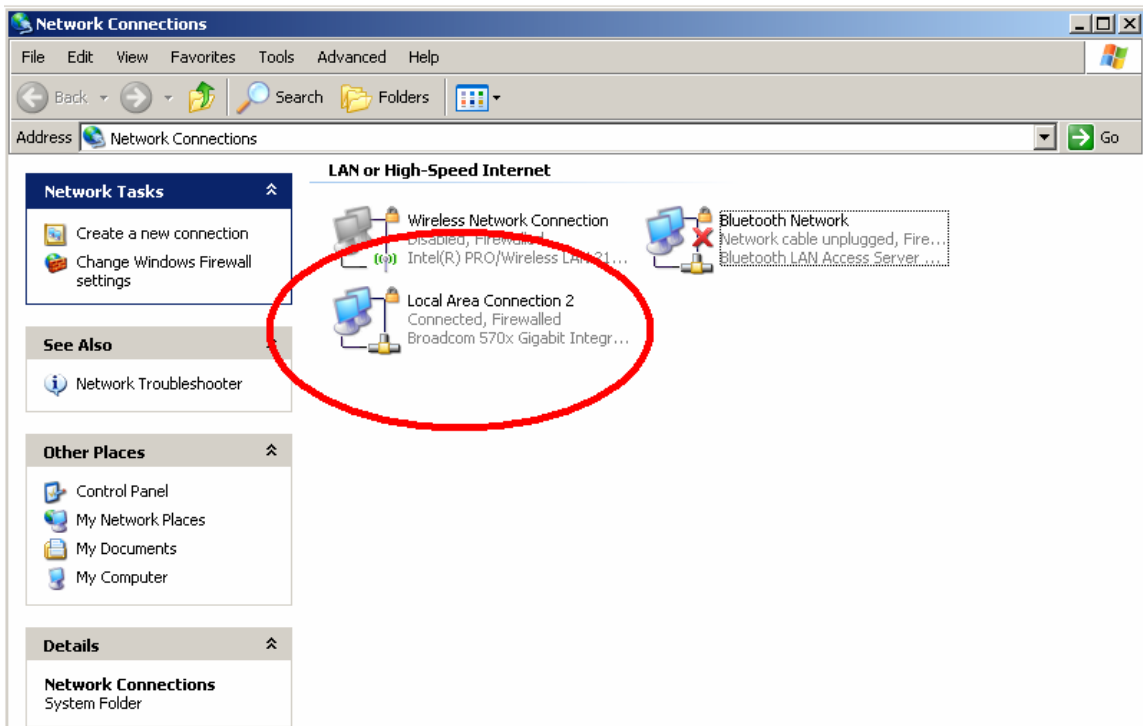 Network Connections
File Edit View Favorites Tools Advanced Help
Back Search Folders
Address Network Connections Go
Network Tasks
Create a new connection
Change Windows Firewall
settings
See Also
Network Troubleshooter
Other Places
Control Panel
My Network Places
My Documents
My Computer
Details
Network Connections
System Folder
LAN or High-Speed Internet
Wireless Network Connection
Disabled, Firewalled
Intel(R) PRO/Wireless LAN 21...
Bluetooth Network
Network cable unplugged, Fire...
Bluetooth LAN Access Server ...
Local Area Connection 2
Connected, Firewalled
Broadcom 570x Gigabit Integr...